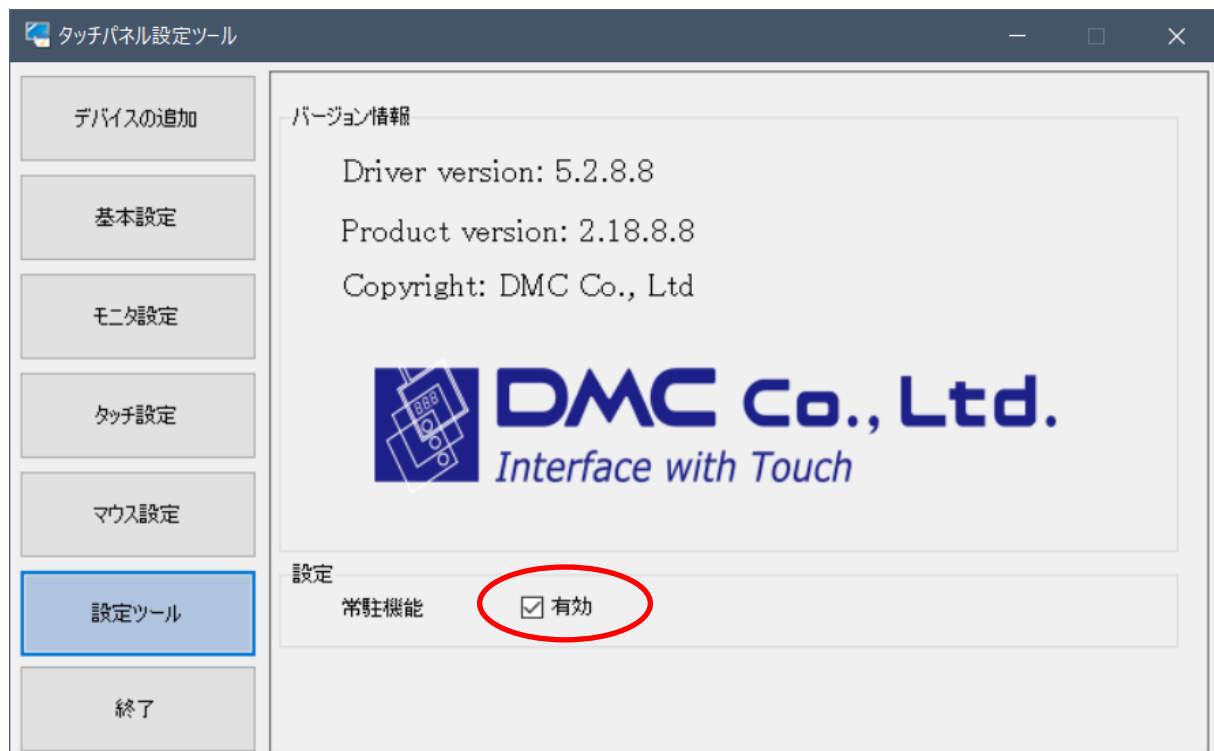 タッチパネル設定ツール
デバイスの追加
基本設定
モニタ設定
タッチ設定
マウス設定
設定ツール
終了
バージョン情報
Driver version: 5.2.8.8
Product version: 2.18.8.8
Copyright: DMC Co., Ltd
888
DMC Co., Ltd.
Interface with Touch
設定
常駐機能 有効